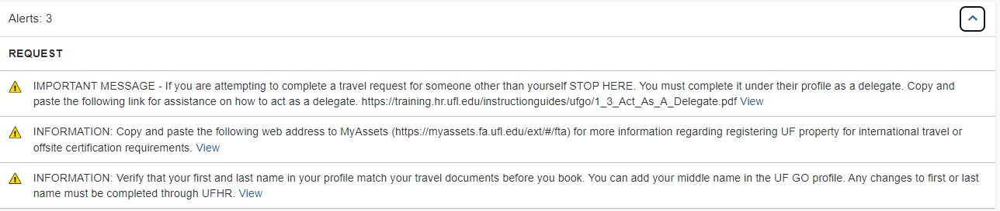 Alerts: 3
REQUEST
IMPORTANT MESSAGE - If you are attempting to complete a travel request for someone other than yourself STOP HERE. You must complete it under their profile as a delegate. Copy and
paste the following link for assistance on how to act as a delegate. https://training.hr.ufl.edu/instructionguides/ufgo/1_3_Act_As_A_Delegate.pdf View
INFORMATION: Copy and paste the following web address to MyAssets (https://myassets.fa.ufl.edu/ext/#/fta) for more information regarding registering UF property for international travel or
offsite certification requirements. View
INFORMATION: Verify that your first and last name in your profile match your travel documents before you book. You can add your middle name in the UF GO profile. Any changes to first or last
name must be completed through UFHR. View